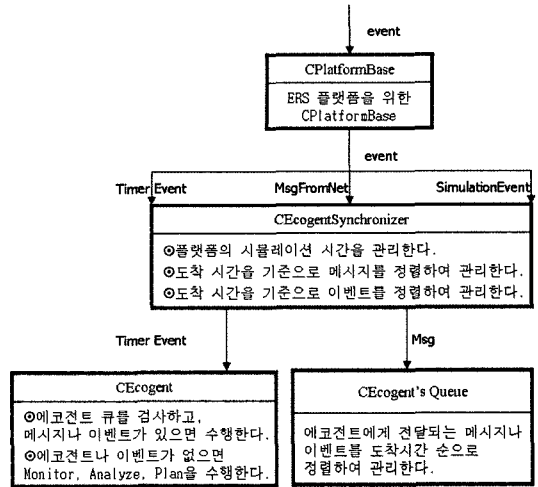 event
CPlatformBase
ERS 플랫폼을 위한
CPlatformBase
event
Timer Event MsgFromNet SimulationEvent
CEcogentSynchronizer
⊙플랫폼의 시뮬레이션 시간을 관리한다.
⊙도착 시간을 기준으로 메시지를 정렬하여 관리한다.
⊙도착 시간을 기준으로 이벤트를 정렬하여 관리한다.
Timer Event
Msg
CEcogent
⊙에코전트 큐를 검사하고,
메시지나 이벤트가 있으면 수행한다.
⊙에코전트나 이벤트가 없으면
Monitor, Analyze, Plan을 수행한다.
CEcogent's Queue
에코전트에게 전달되는 메시지나
이벤트를 도착시간 순으로
정렬하여 관리한다.